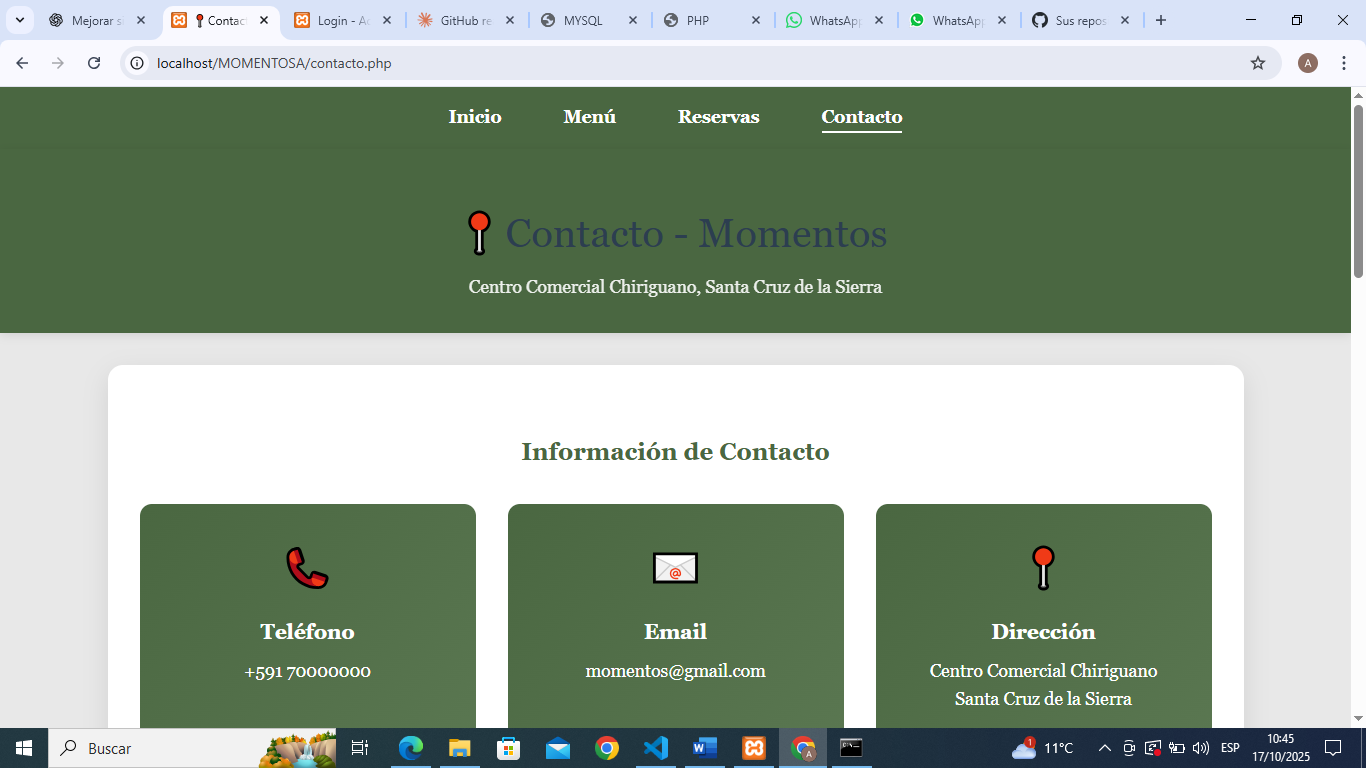 Mejorar si
Contac
Login - Ac
GitHub re
MYSQL
PHP
WhatsApp
WhatsApp
Sus repos
localhost/MOMENTOSA/contacto.php
A
Inicio
Menú
Reservas
Contacto
Contacto - Momentos
Centro Comercial Chiriguano, Santa Cruz de la Sierra
Información de Contacto
Teléfono
+591 70000000
@
Email
momentos@gmail.com
Dirección
Centro Comercial Chiriguano
Santa Cruz de la Sierra
Buscar
A
1
11°C
ESP
10:45
17/10/2025